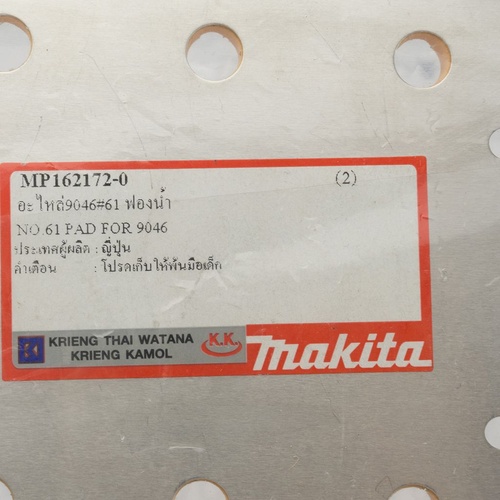 MP162172-0 (2)
อะไหล่9046#61 ฟองน้ำ
NO.61 PAD FOR 9046
ประเทศผู้ผลิต : ญี่ปุ่น
คำเตือน : โปรดเก็บให้พ้นมือเด็ก
KRIENG THAI WATANA
KRIENG KAMOL
K.K.
makita